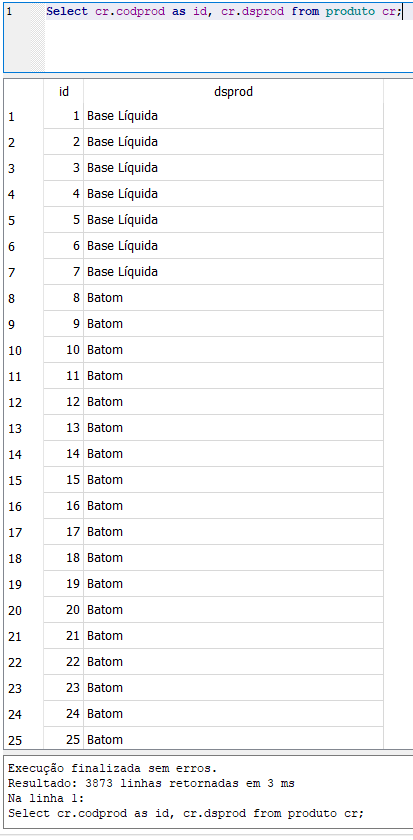 1 Select cr.codprod as id, cr.dsprod from produto cr;
id dsprod
1 1 Base Líquida
2 2 Base Líquida
3 3 Base Líquida
4 4 Base Líquida
5 5 Base Líquida
6 6 Base Líquida
7 7 Base Líquida
8 8 Batom
9 9 Batom
10 10 Batom
11 11 Batom
12 12 Batom
13 13 Batom
14 14 Batom
15 15 Batom
16 16 Batom
17 17 Batom
18 18 Batom
19 19 Batom
20 20 Batom
21 21 Batom
22 22 Batom
23 23 Batom
24 24 Batom
25 25 Batom
Execução finalizada sem erros.
Resultado: 3873 linhas retornadas em 3 ms
Na linha 1:
Select cr.codprod as id, cr.dsprod from produto cr;